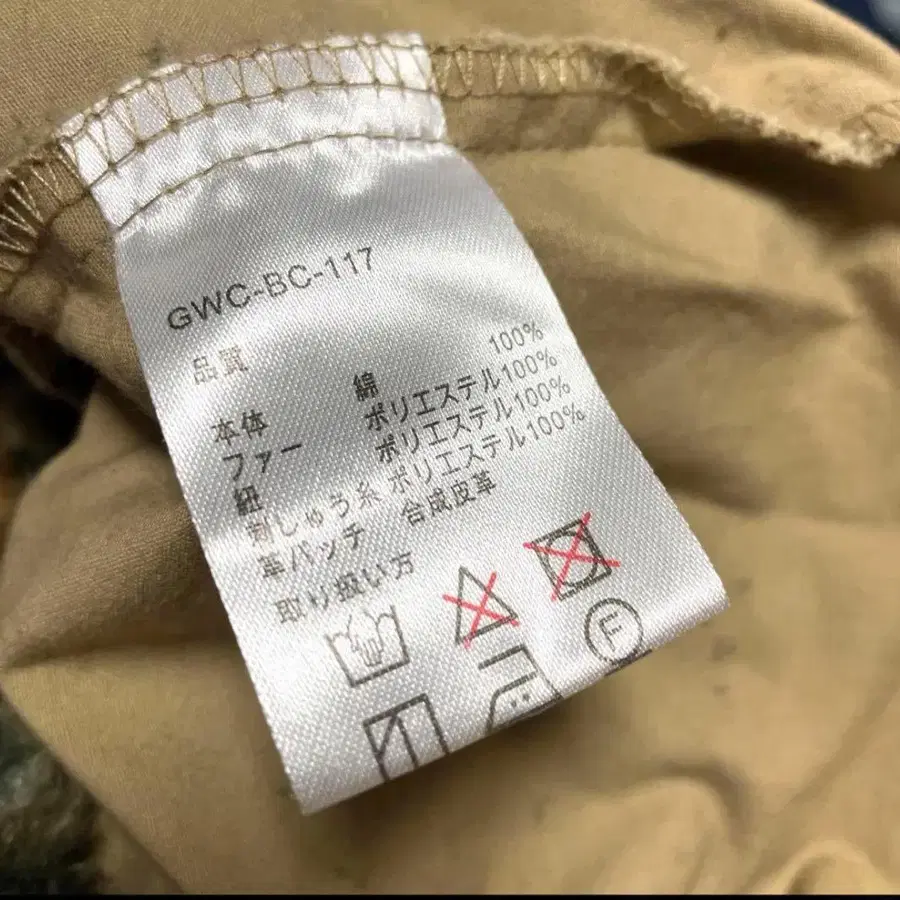 GWC-BC-117
品質
本体 綿 100%
ファー ポリエステル100%
紐 ポリエステル100%
刺しゅう糸 ポリエステル100%
革パッチ 合成皮革
取り扱い方
F